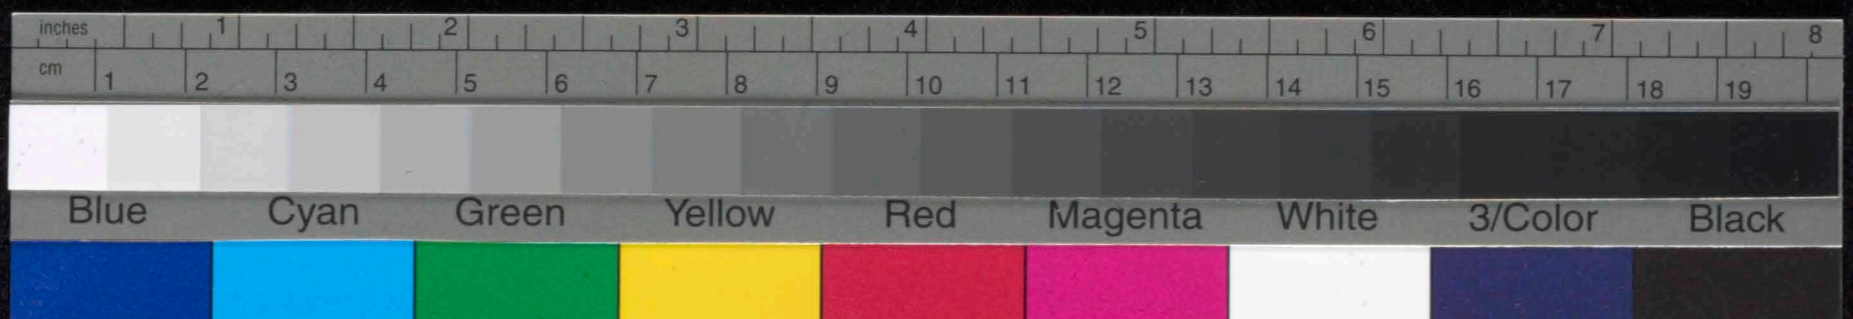 inches 1 2 3 4 5 6 7 8
cm 1 2 3 4 5 6 7 8 9 10 11 12 13 14 15 16 17 18 19
Blue Cyan Green Yellow Red Magenta White 3/Color Black